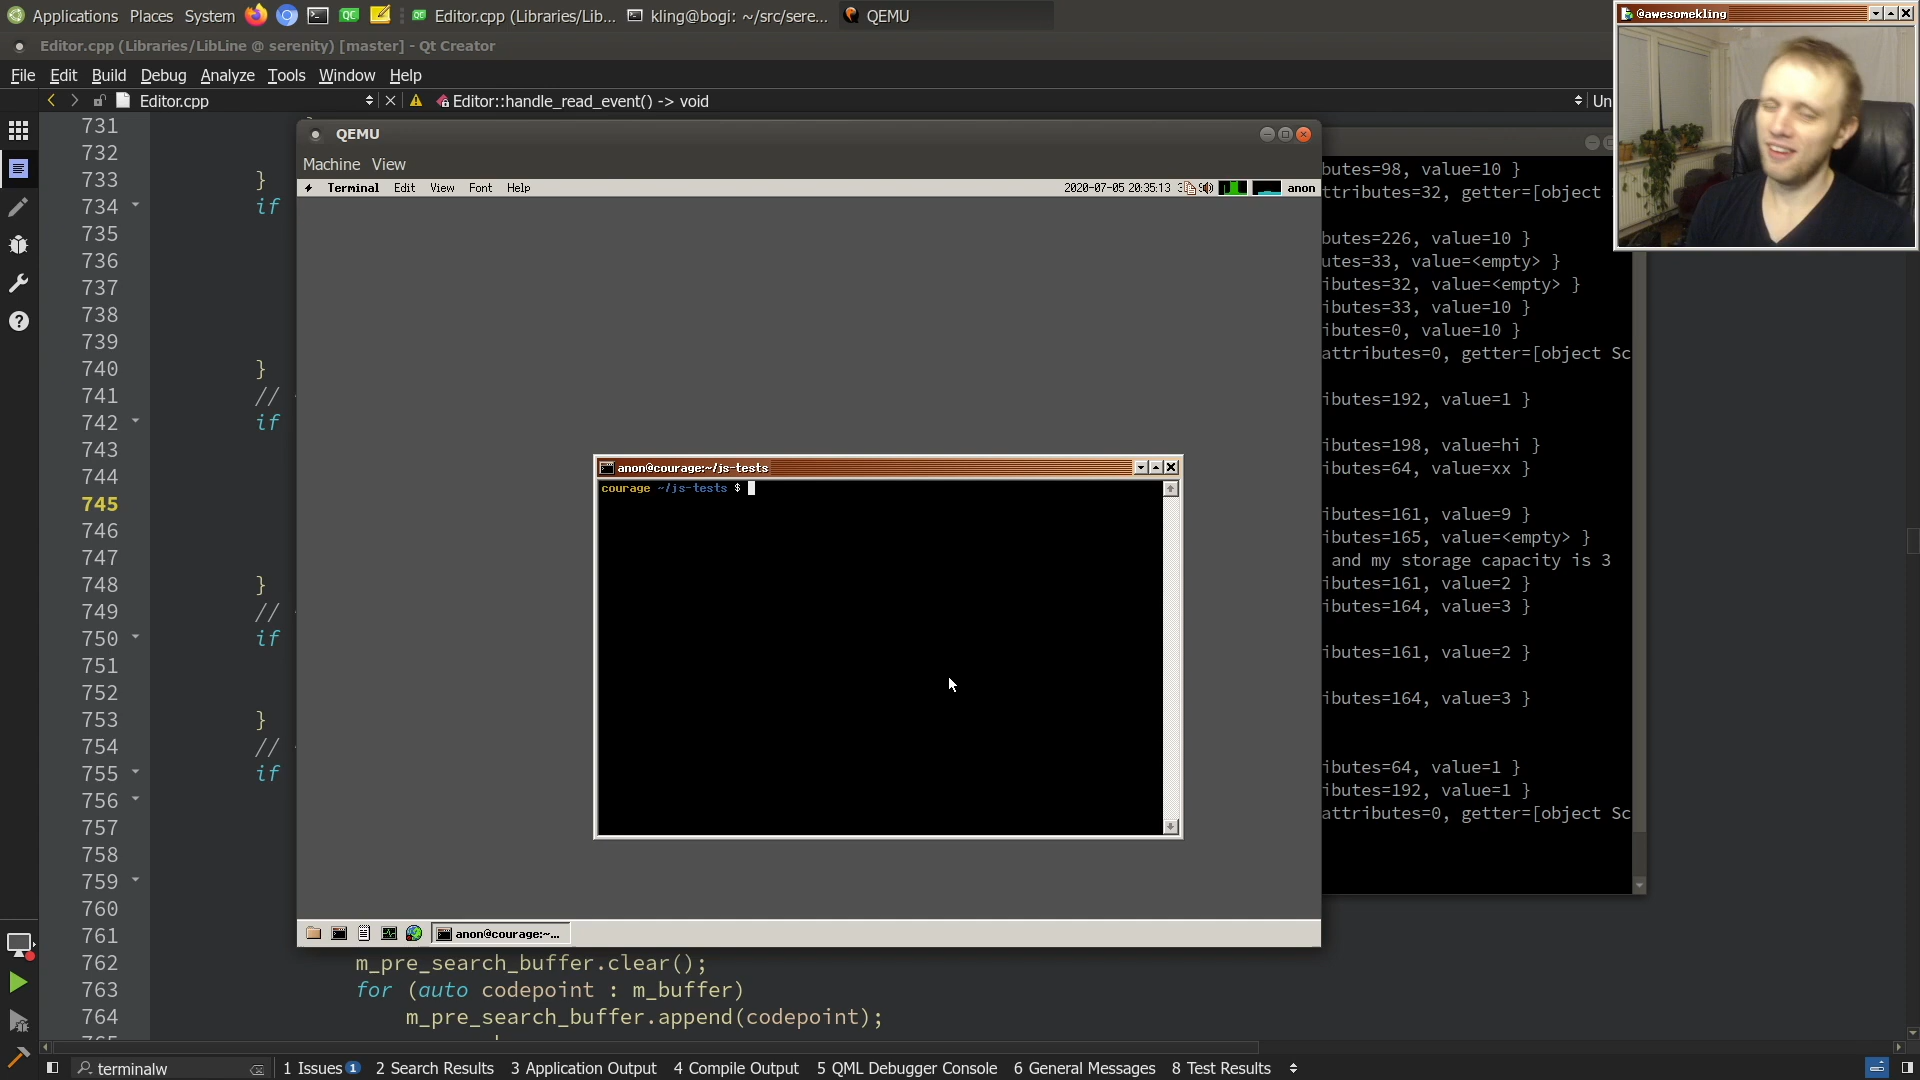 Applications Places System
Editor.cpp (Libraries/Lib...
kling@bogi: ~/src/sere...
QEMU
Editor.cpp (Libraries/LibLine @ serenity) [master] - Qt Creator
@awesomekling
File Edit Build Debug Analyze Tools Window Help
Editor.cpp
Editor::handle_read_event() -> void
Un
731
732
733 }
734 if
735
736
737
738
739
740 }
741 //
742 if
743
744
745
746
747
748 }
749 //
750 if
751
752
753 }
754 //
755 if
756
757
758
759
760
761
762 m_pre_search_buffer.clear();
763 for (auto codepoint : m_buffer)
764 m_pre_search_buffer.append(codepoint);
QEMU
Machine View
Terminal Edit View Font Help
2020-07-05 20:35:13
anon
anon@courage:~/js-tests
courage ~/js-tests $
anon@courage:~...
butes=98, value=10 }
ttributes=32, getter=[object
butes=226, value=10 }
utes=33, value=<empty> }
ibutes=32, value=<empty> }
ibutes=33, value=10 }
ibutes=0, value=10 }
attributes=0, getter=[object Sc
ibutes=192, value=1 }
ibutes=198, value=hi }
ibutes=64, value=xx }
ibutes=161, value=9 }
ibutes=165, value=<empty> }
and my storage capacity is 3
ibutes=161, value=2 }
ibutes=164, value=3 }
ibutes=161, value=2 }
ibutes=164, value=3 }
ibutes=64, value=1 }
ibutes=192, value=1 }
attributes=0, getter=[object Sc
terminalw
1 Issues 1
2 Search Results
3 Application Output
4 Compile Output
5 QML Debugger Console
6 General Messages
8 Test Results